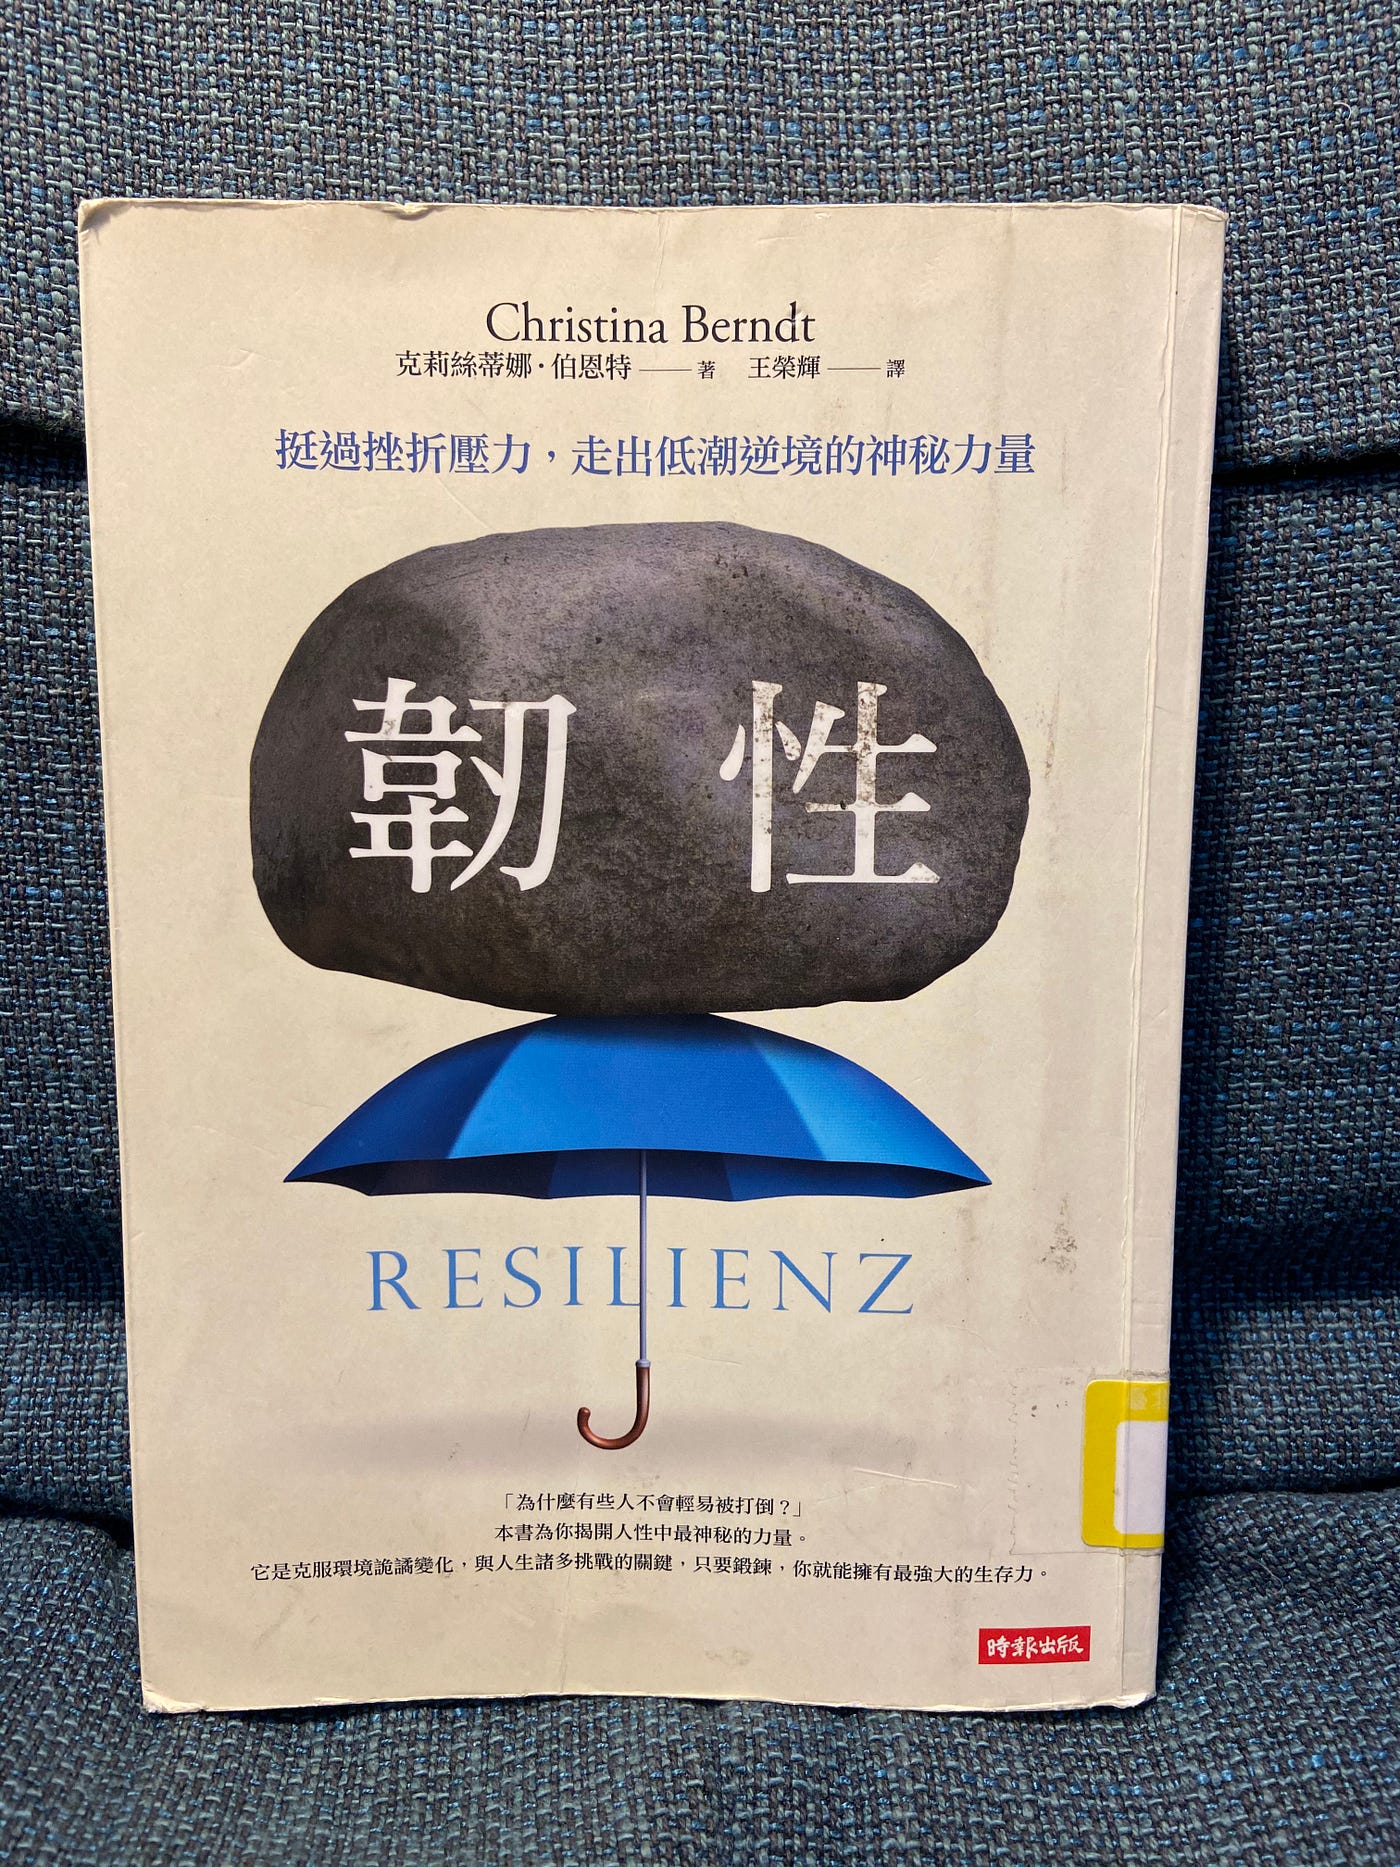 Christina Berndt
克莉絲蒂娜·伯恩特——著 王榮輝——譯
挺過挫折壓力，走出低潮逆境的神秘力量
韌性
RESILIENZ
「為什麼有些人不會輕易被打倒？」
本書為你揭開人性中最神秘的力量。
它是克服環境詭譎變化，與人生諸多挑戰的關鍵，只要鍛鍊，你就能擁有最強大的生存力。
時報出版